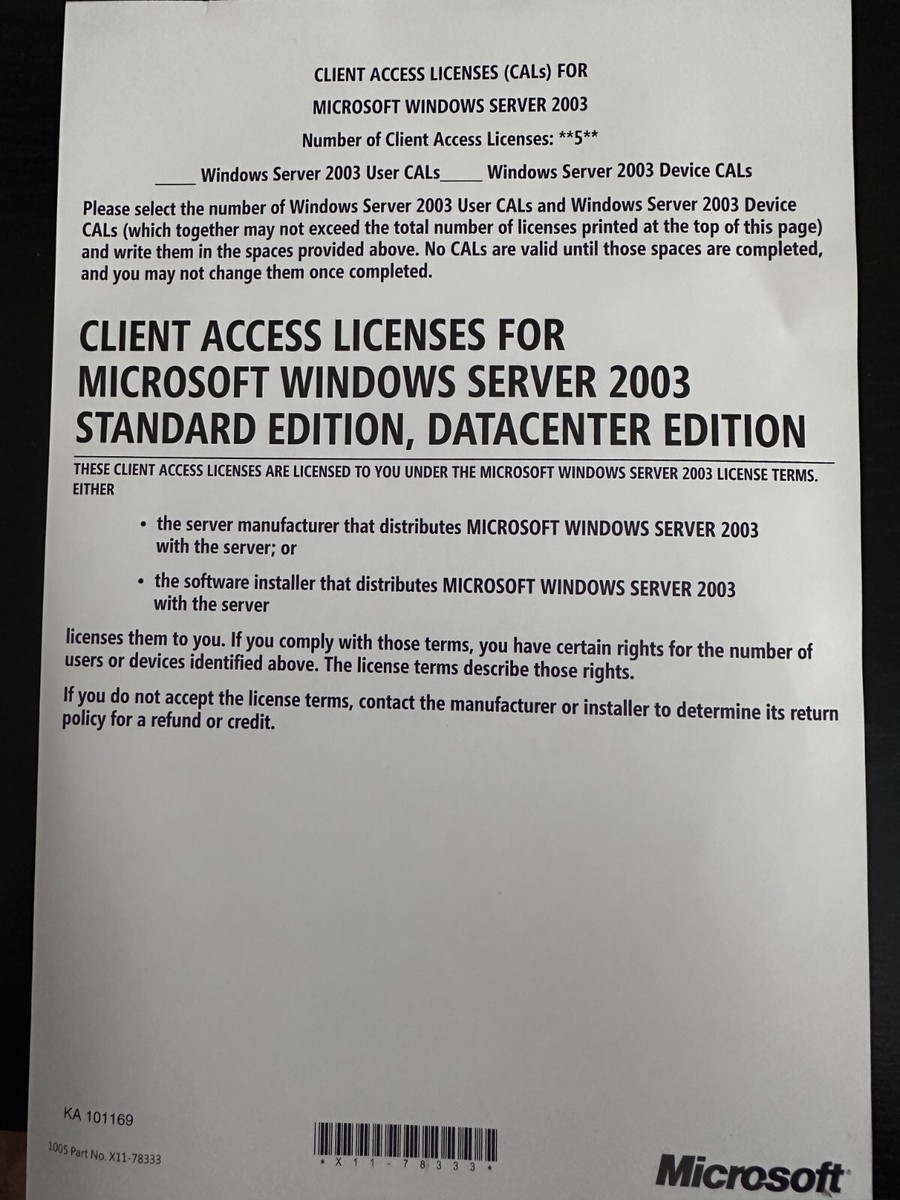 CLIENT ACCESS LICENSES (CALs) FOR
MICROSOFT WINDOWS SERVER 2003
Number of Client Access Licenses: **5**
____ Windows Server 2003 User CALs____ Windows Server 2003 Device CALs
Please select the number of Windows Server 2003 User CALs and Windows Server 2003 Device
CALs (which together may not exceed the total number of licenses printed at the top of this page)
and write them in the spaces provided above. No CALs are valid until those spaces are completed,
and you may not change them once completed.
CLIENT ACCESS LICENSES FOR
MICROSOFT WINDOWS SERVER 2003
STANDARD EDITION, DATACENTER EDITION
THESE CLIENT ACCESS LICENSES ARE LICENSED TO YOU UNDER THE MICROSOFT WINDOWS SERVER 2003 LICENSE TERMS.
EITHER
• the server manufacturer that distributes MICROSOFT WINDOWS SERVER 2003
with the server; or
• the software installer that distributes MICROSOFT WINDOWS SERVER 2003
with the server
licenses them to you. If you comply with those terms, you have certain rights for the number of
users or devices identified above. The license terms describe those rights.
If you do not accept the license terms, contact the manufacturer or installer to determine its return
policy for a refund or credit.
KA 101169
1005 Part No. X11-78333
*X11-78333*
Microsoft®